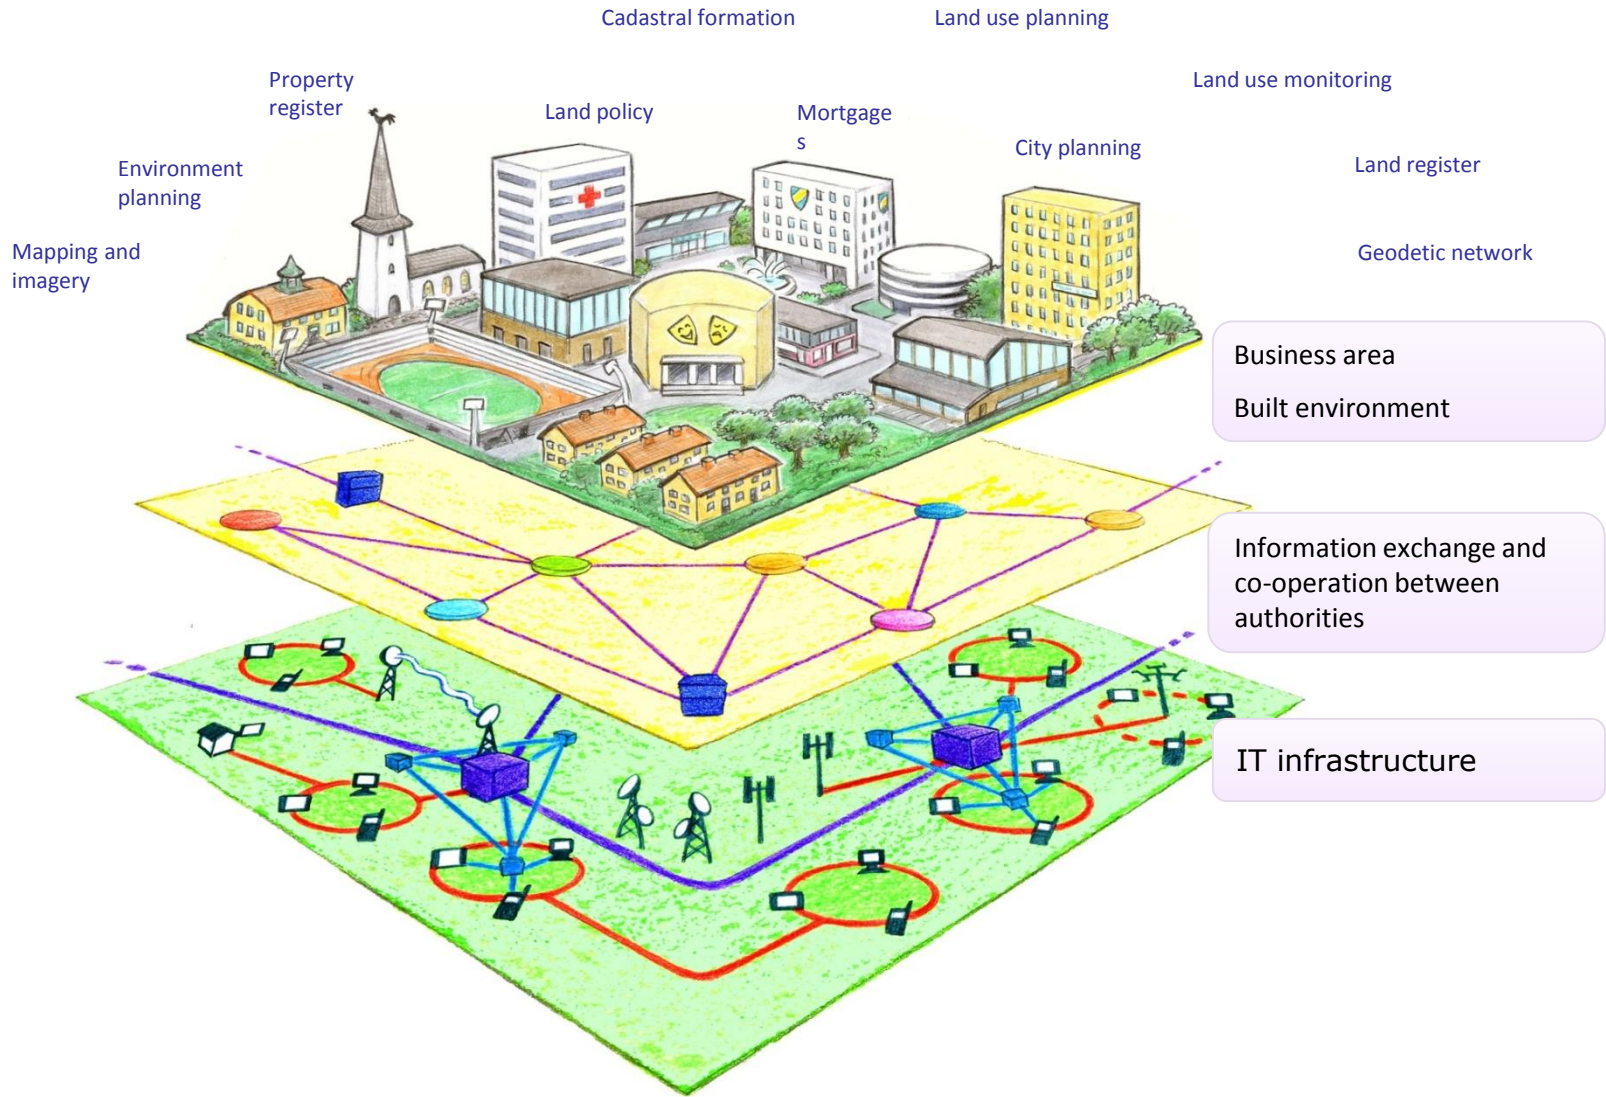 Cadastral formation
Land use planning
Property
register
Land use monitoring
Land policy
Mortgage
s
City planning
Environment
planning
Land register
Mapping and
imagery
Geodetic network
Business area
Built environment
Information exchange and
co-operation between
authorities
IT infrastructure